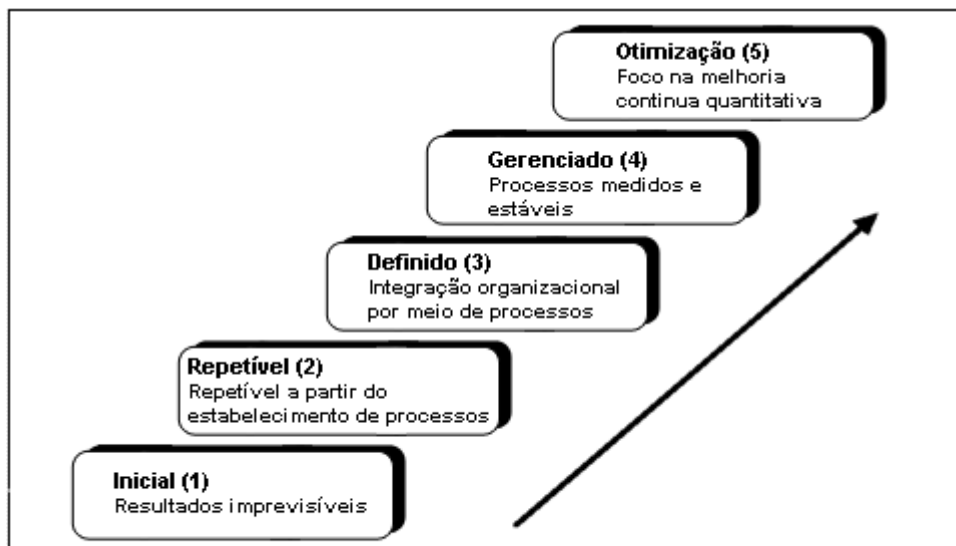 Otimização (5)
Foco na melhoria
continua quantitativa
Gerenciado (4)
Processos medidos e
estáveis
Definido (3)
Integração organizacional
por meio de processos
Repetível (2)
Repetível a partir do
estabelecimento de processos
Inicial (1)
Resultados imprevisíveis